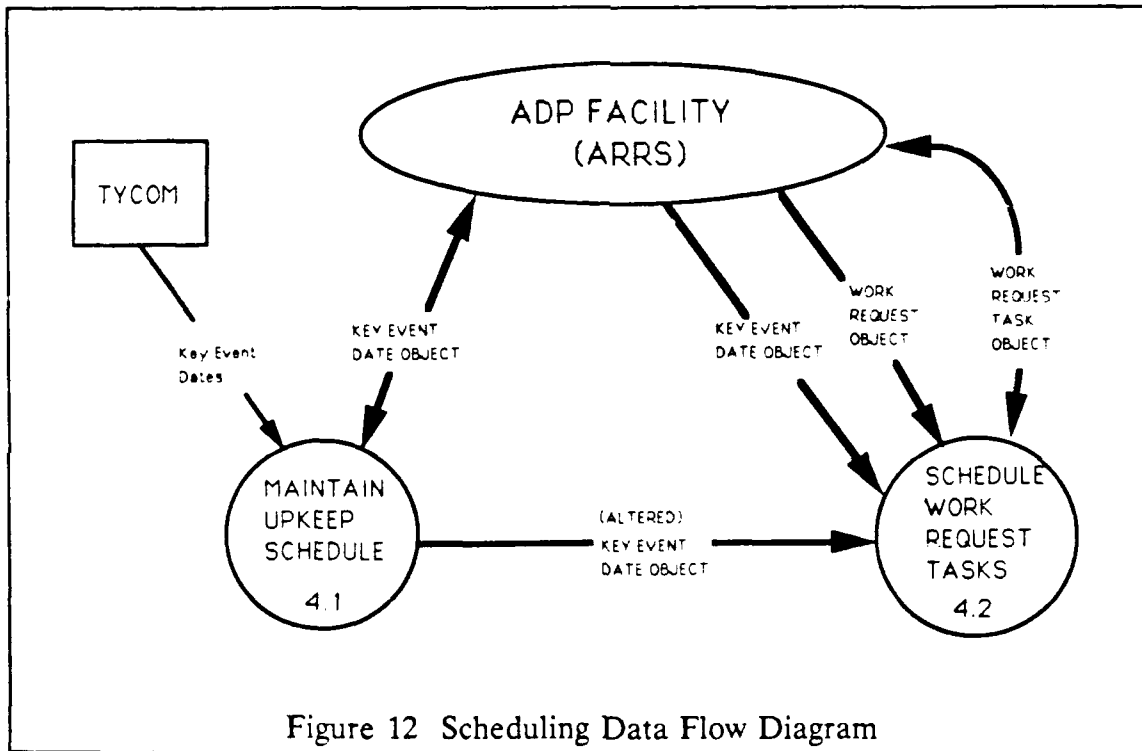 ADP FACILITY
(ARRS)
TYCOM
Key Event
Dates
KEY EVENT
DATE OBJECT
KEY EVENT
DATE OBJECT
WORK
REQUEST
OBJECT
WORK
REQUEST
TASK
OBJECT
MAINTAIN
UPKEEP
SCHEDULE
4.1
(ALTERED)
KEY EVENT
DATE OBJECT
SCHEDULE
WORK
REQUEST
TASKS
4.2
Figure 12 Scheduling Data Flow Diagram